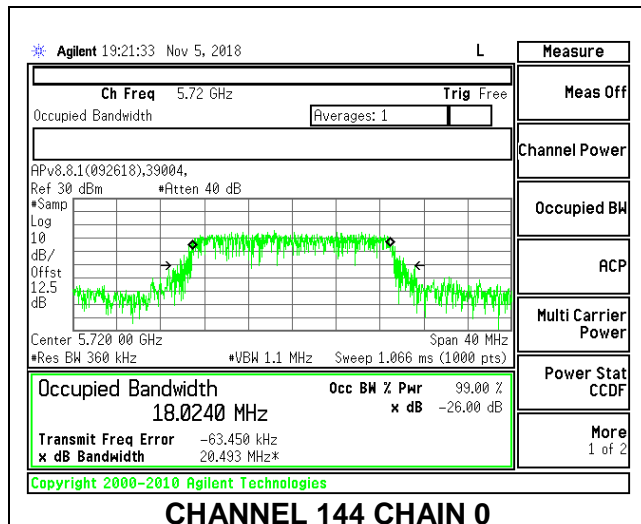 Agilent 19:21:33 Nov 5, 2018 L
Measure
Ch Freq 5.72 GHz Trig Free
Meas Off
Occupied Bandwidth Averages: 1
Channel Power
APv8.8.1(092618),39004,
Ref 30 dBm #Atten 40 dB
#Samp
Log
10
dB/
Offst
12.5
dB
Occupied BW
ACP
Multi Carrier
Power
Center 5.720 00 GHz Span 40 MHz
#Res BW 360 kHz #VBW 1.1 MHz Sweep 1.066 ms (1000 pts)
Occupied Bandwidth Occ BW % Pwr 99.00 %
18.0240 MHz x dB -26.00 dB
Power Stat
CCDF
Transmit Freq Error -63.450 kHz
x dB Bandwidth 20.493 MHz*
More
1 of 2
Copyright 2000-2010 Agilent Technologies
CHANNEL 144 CHAIN 0